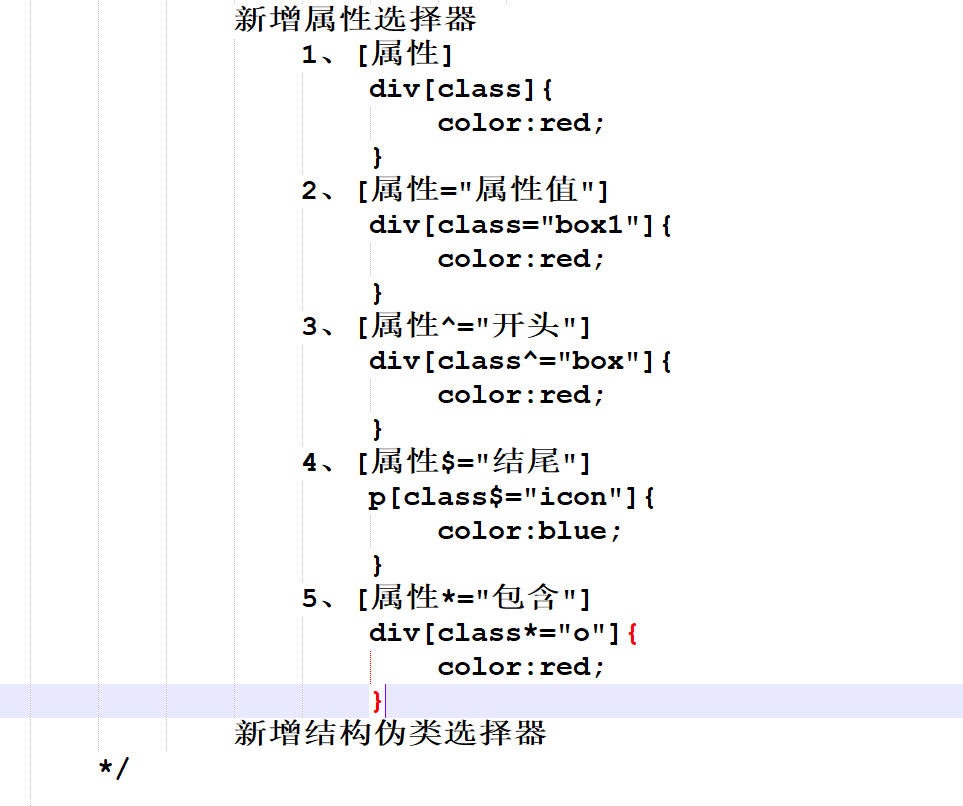 新增属性选择器
1、[属性]
div[class]{
color:red;
}
2、[属性="属性值"]
div[class="box1"]{
color:red;
}
3、[属性^="开头"]
div[class^="box"]{
color:red;
}
4、[属性$="结尾"]
p[class$="icon"]{
color:blue;
}
5、[属性*="包含"]
div[class*="o"]{
color:red;
}
新增结构伪类选择器
*/